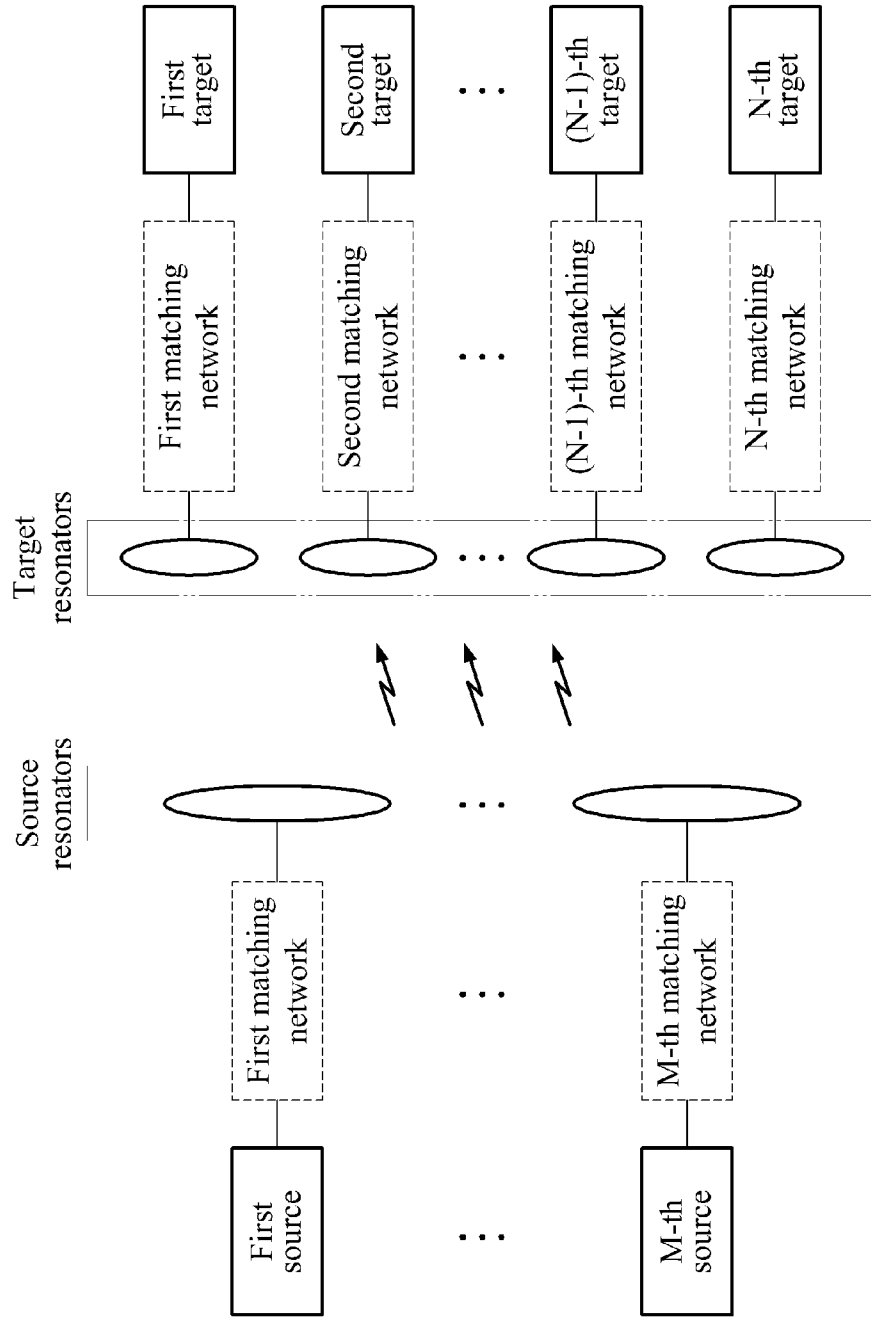 First
source
First matching
network
Source
resonators
M-th
source
M-th matching
network
Target
resonators
First matching
network
First
target
Second matching
network
Second
target
(N-1)-th matching
network
(N-1)-th
target
N-th matching
network
N-th
target